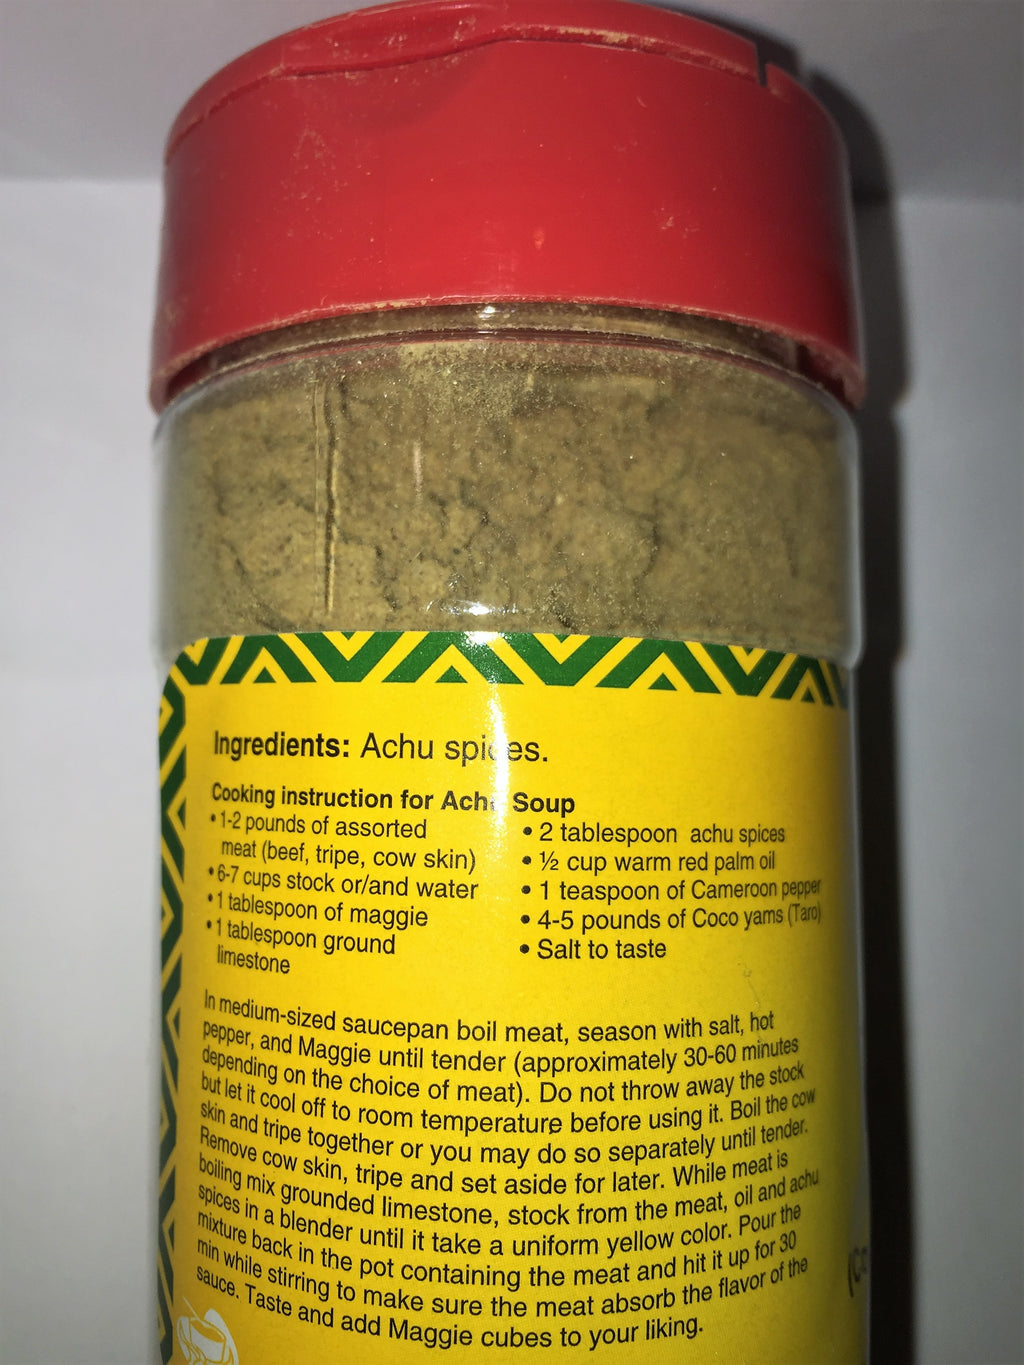 Ingredients: Achu spices.
Cooking instruction for Achu Soup
• 1-2 pounds of assorted
meat (beef, tripe, cow skin)
• 6-7 cups stock or/and water
• 1 tablespoon of maggie
• 1 tablespoon ground
limestone
• 2 tablespoon achu spices
• ½ cup warm red palm oil
• 1 teaspoon of Cameroon pepper
• 4-5 pounds of Coco yams (Taro)
• Salt to taste
In medium-sized saucepan boil meat, season with salt, hot
pepper, and Maggie until tender (approximately 30-60 minutes
depending on the choice of meat). Do not throw away the stock
but let it cool off to room temperature before using it. Boil the cow
skin and tripe together or you may do so separately until tender.
Remove cow skin, tripe and set aside for later. While meat is
boiling mix grounded limestone, stock from the meat, oil and achu
spices in a blender until it take a uniform yellow color. Pour the
mixture back in the pot containing the meat and hit it up for 30
min while stirring to make sure the meat absorb the flavor of the
sauce. Taste and add Maggie cubes to your liking.